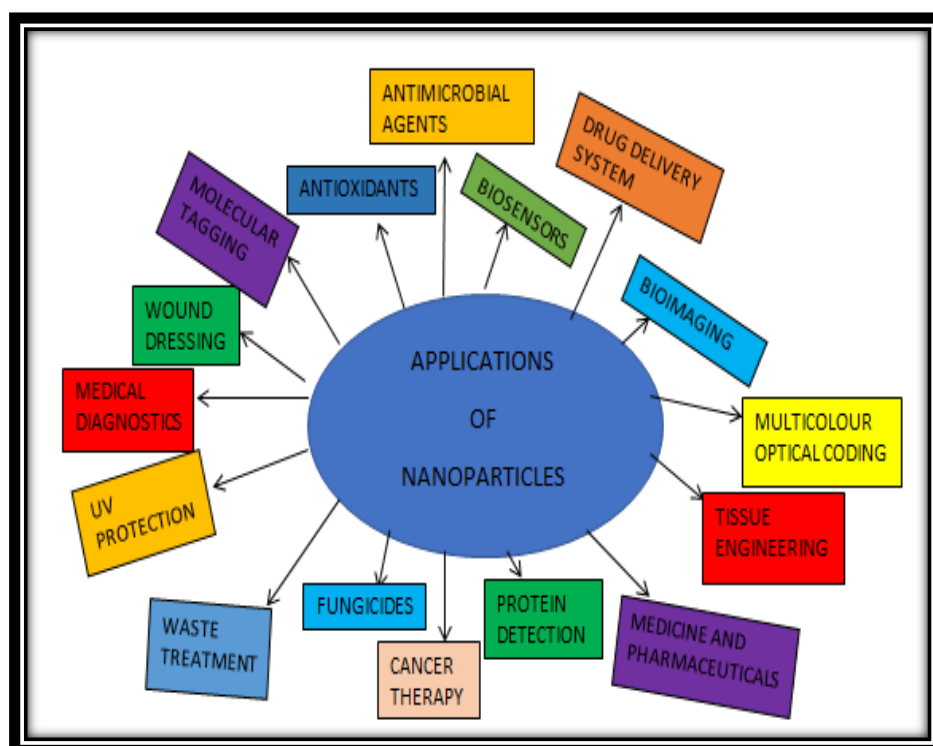 ANTIMICROBIAL
AGENTS
DRUG DELIVERY
SYSTEM
ANTIOXIDANTS
BIOSENSORS
MOLECULAR
TAGGING
BIOIMAGING
WOUND
DRESSING
APPLICATIONS
OF
NANOPARTICLES
MEDICAL
DIAGNOSTICS
MULTICOLOUR
OPTICAL CODING
UV
PROTECTION
TISSUE
ENGINEERING
WASTE
TREATMENT
FUNGICIDES
CANCER
THERAPY
PROTEIN
DETECTION
MEDICINE AND
PHARMACEUTICALS